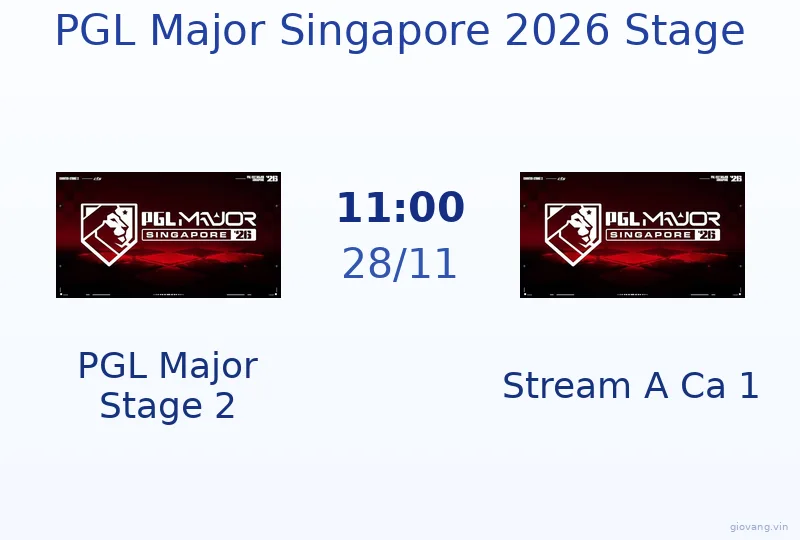 PGL Major Singapore 2026 Stage
PGL MAJOR
SINGAPORE '26
11:00
28/11
PGL MAJOR
SINGAPORE '26
PGL Major
Stage 2
Stream A Ca 1
giovang.vin